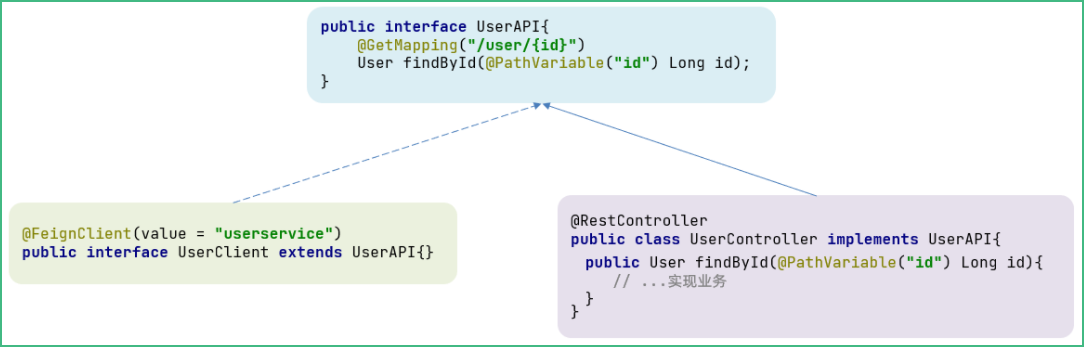 public interface UserAPI{
    @GetMapping("/user/{id}")
    User findById(@PathVariable("id") Long id);
}
@FeignClient(value = "userservice")
public interface UserClient extends UserAPI{}
@RestController
public class UserController implements UserAPI{
  public User findById(@PathVariable("id") Long id){
     // ...实现业务
  }
}